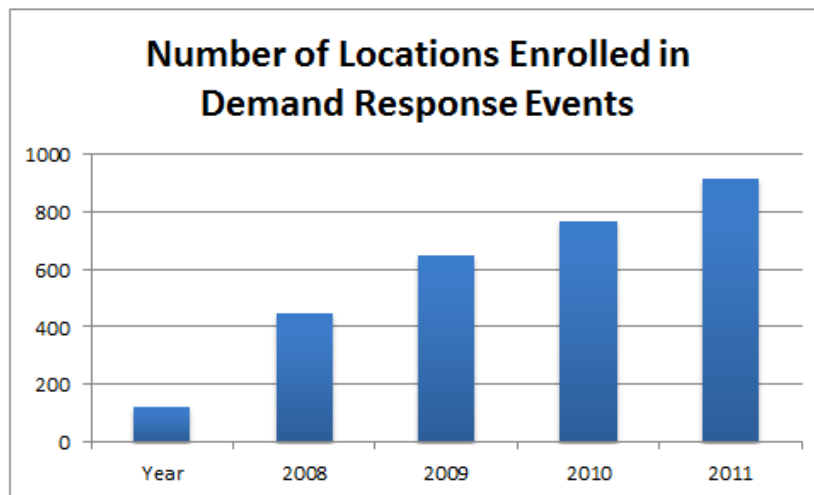 Number of Locations Enrolled in
Demand Response Events
1000
800
600
400
200
0
Year 2008 2009 2010 2011